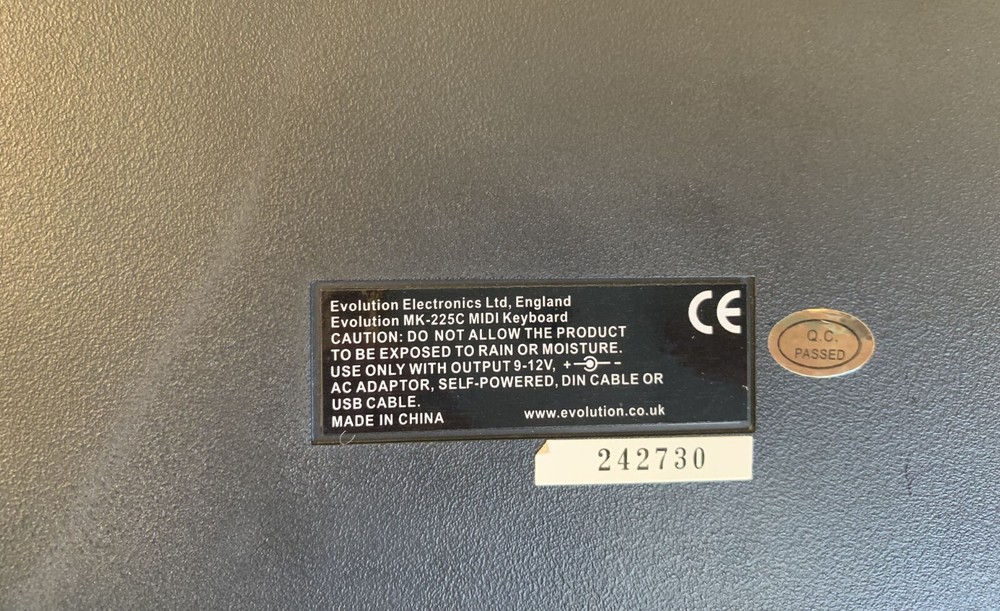 Evolution Electronics Ltd, England
Evolution MK-225C MIDI Keyboard
CAUTION: DO NOT ALLOW THE PRODUCT
TO BE EXPOSED TO RAIN OR MOISTURE.
USE ONLY WITH OUTPUT 9-12V, + -
AC ADAPTOR, SELF-POWERED, DIN CABLE OR
USB CABLE.
MADE IN CHINA
www.evolution.co.uk
CE
Q.C.
PASSED
242730